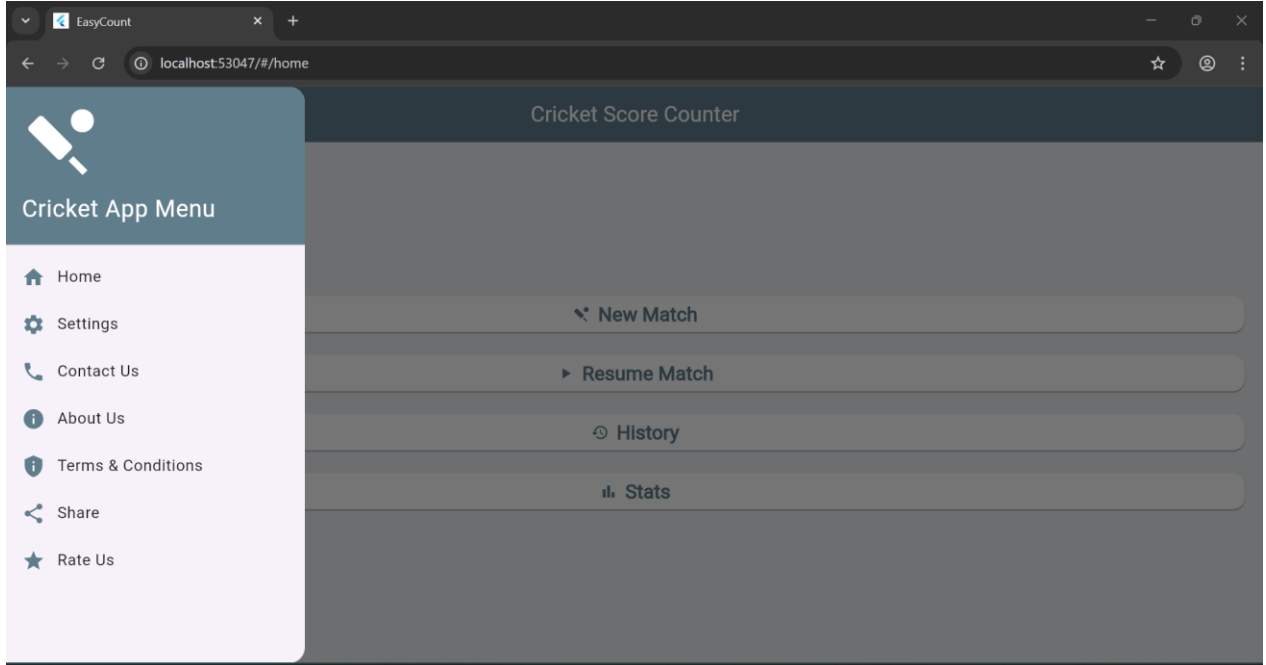 EasyCount
localhost:53047/#/home
Cricket Score Counter
Cricket App Menu
Home
Settings
Contact Us
About Us
Terms & Conditions
Share
Rate Us
New Match
Resume Match
History
Stats